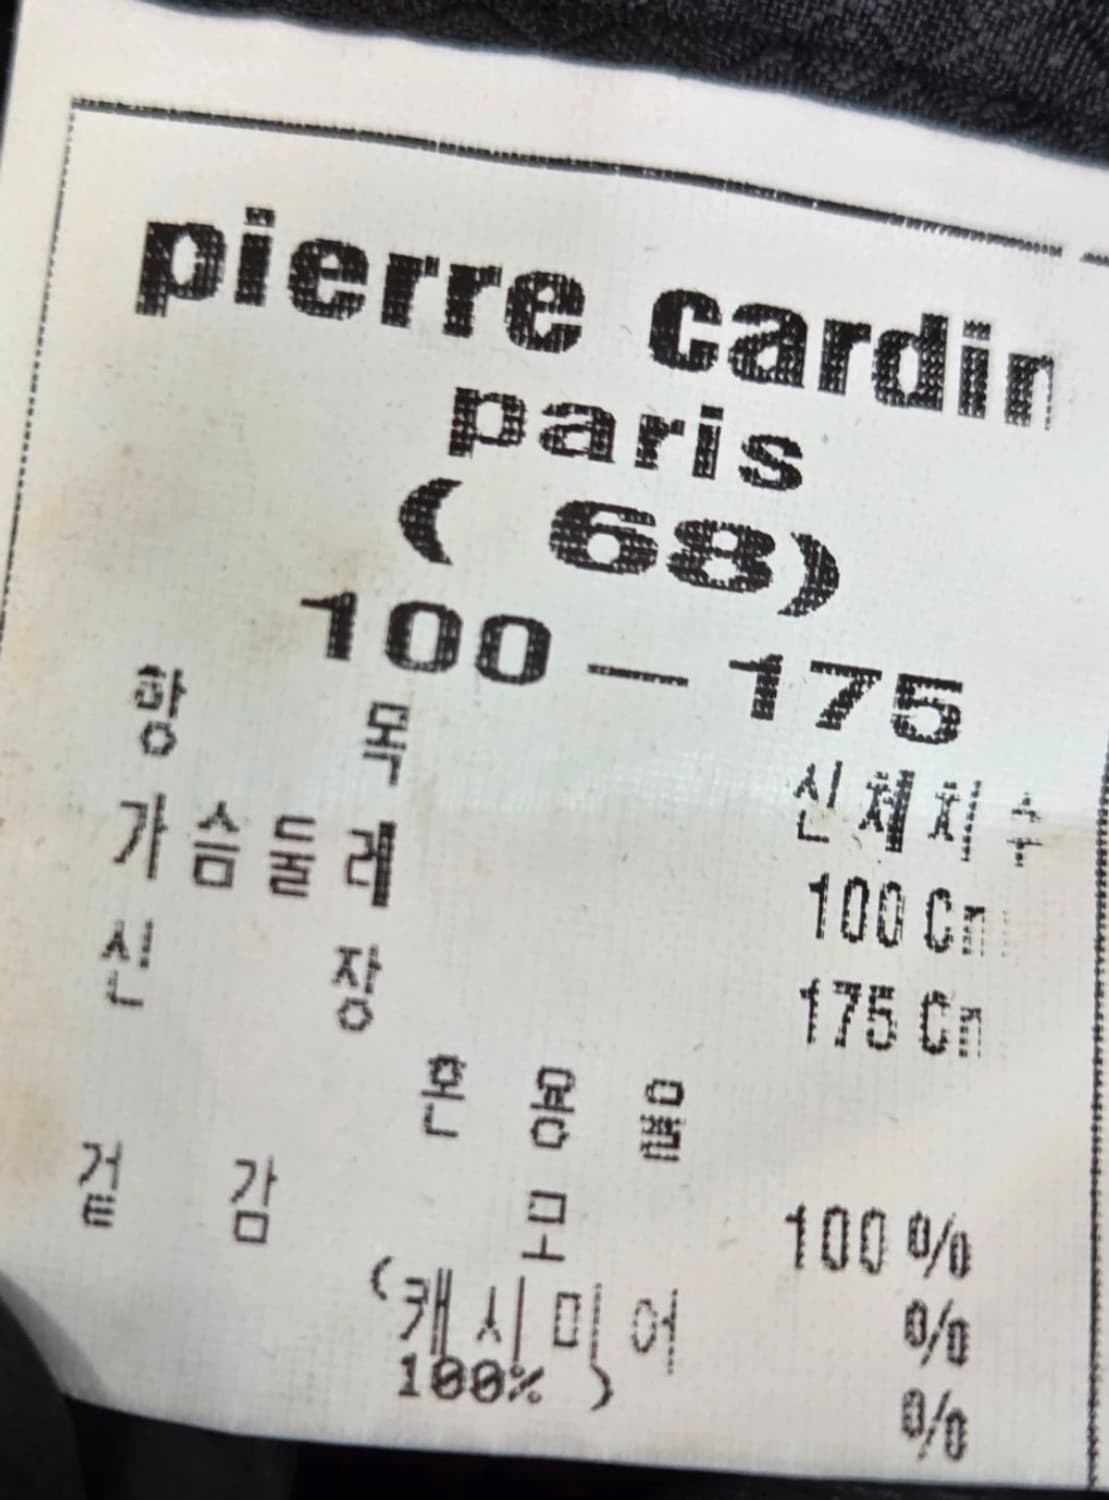 pierre cardin
paris
( 68)
100 — 175
항 목 신체치수
가슴둘레 100 Cm
신 장 175 Cm
혼 용 율
겉 감 모 100 %
(캐시미어 %
100% ) %